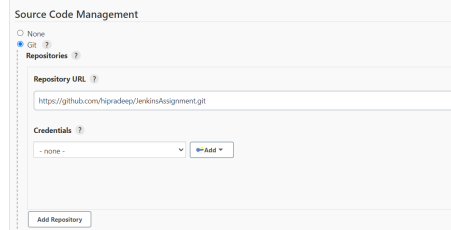 Source Code Management
None
Git ?
Repositories ?
Repository URL ?
https://github.com/hipradeep/JenkinsAssignment.git
Credentials ?
- none -
Add
Add Repository